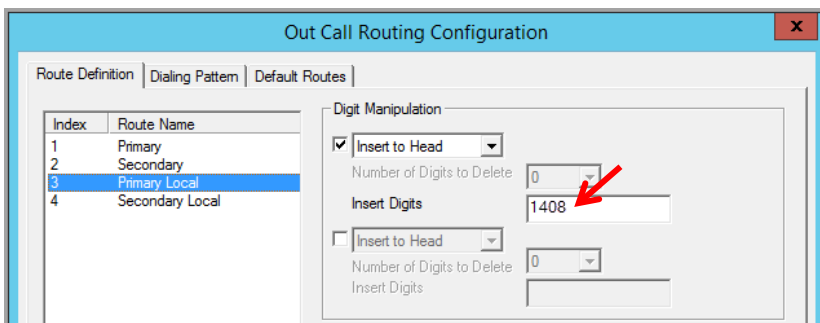 Out Call Routing Configuration
x
Route Definition
Dialing Pattern
Default Routes
Index Route Name
1 Primary
2 Secondary
3 Primary Local
4 Secondary Local
Digit Manipulation
Insert to Head
Number of Digits to Delete 0
Insert Digits 1408
Insert to Head
Number of Digits to Delete 0
Insert Digits